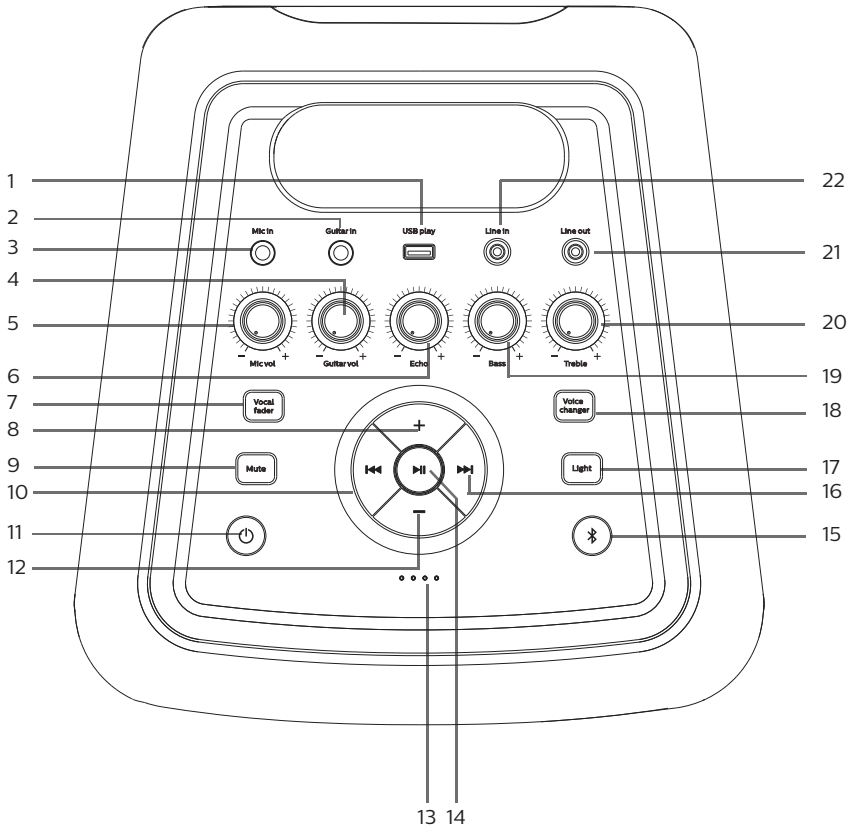 1
22
2
Mic in
Guitar in
USB play
Line in
Line out
3
21
4
5
20
Mic vol
Guitar vol
Echo
Bass
Treble
6
19
7
Vocal
fader
Voice
changer
18
8
9
Mute
Light
17
10
16
11
15
12
13 14